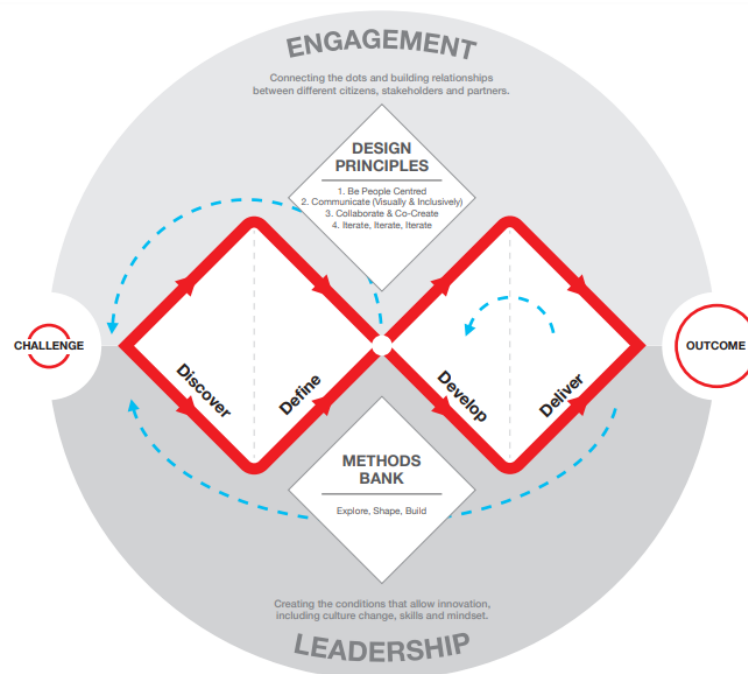 ENGAGEMENT
Connecting the dots and building relationships
between different citizens, stakeholders and partners.
DESIGN
PRINCIPLES
1. Be People Centred
2. Communicate (Visually & Inclusively)
3. Collaborate & Co-Create
4. Iterate, Iterate, Iterate
CHALLENGE
OUTCOME
Discover
Define
Develop
Deliver
METHODS
BANK
Explore, Shape, Build
Creating the conditions that allow innovation,
including culture change, skills and mindset.
LEADERSHIP